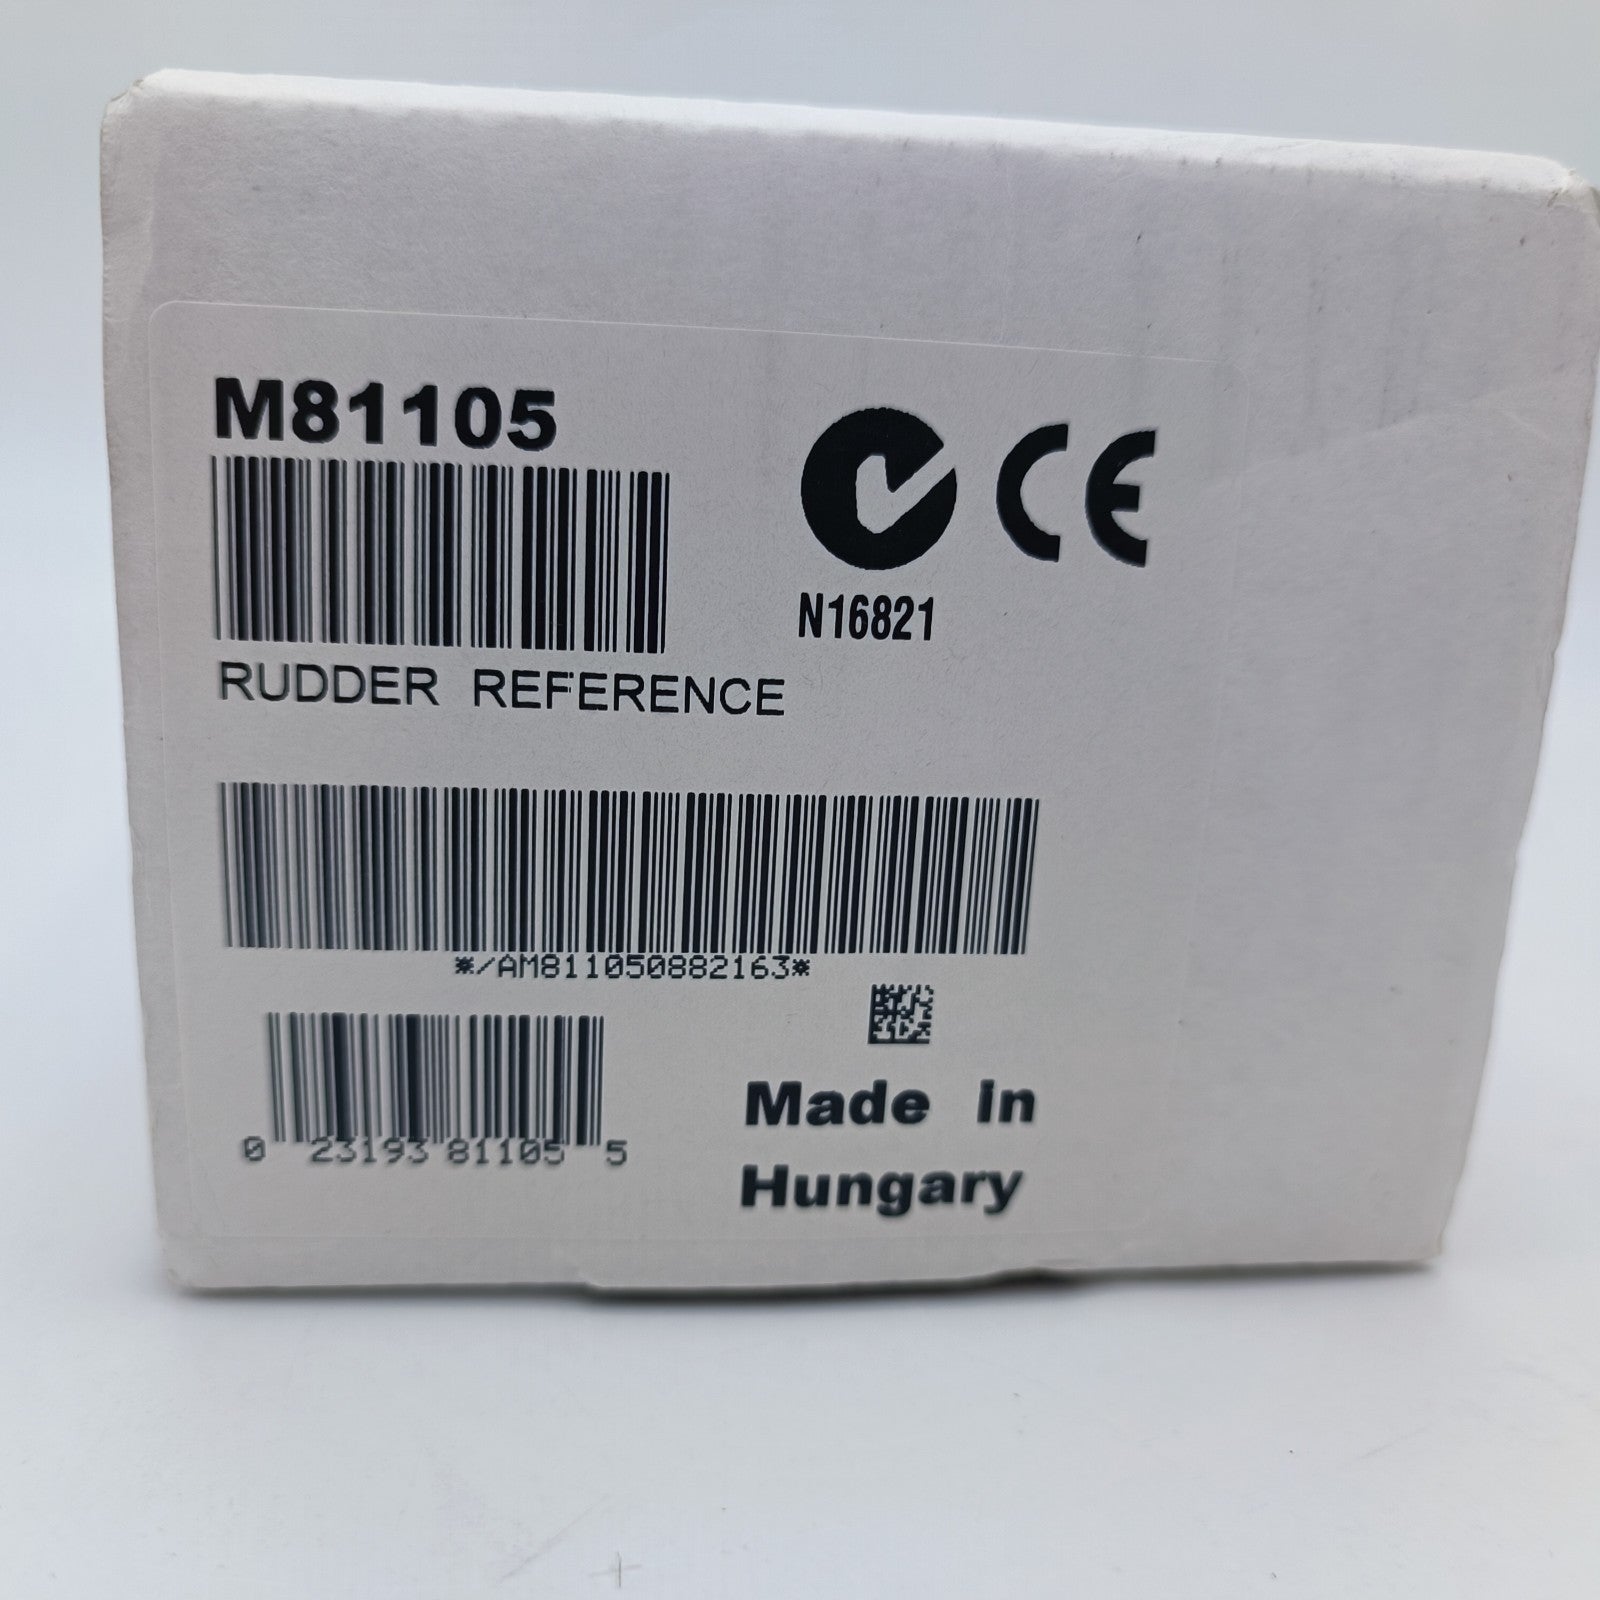 M81105
CE
N16821
RUDDER REFERENCE
*/AM811050882163*
0 23193 81105 5
Made in
Hungary